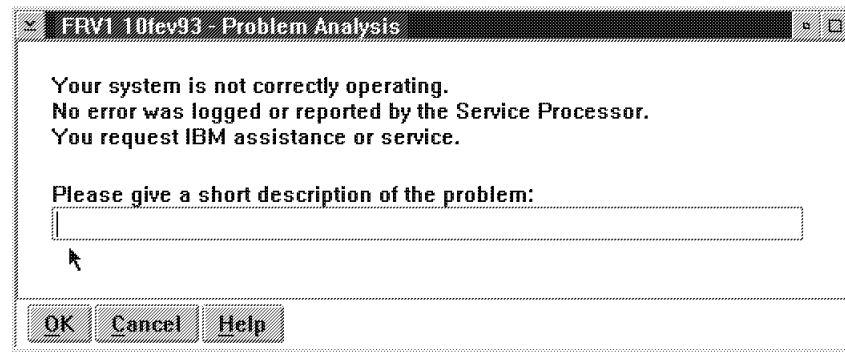 FRV1 10fev93 - Problem Analysis
Your system is not correctly operating.
No error was logged or reported by the Service Processor.
You request IBM assistance or service.
Please give a short description of the problem:
OK Cancel Help